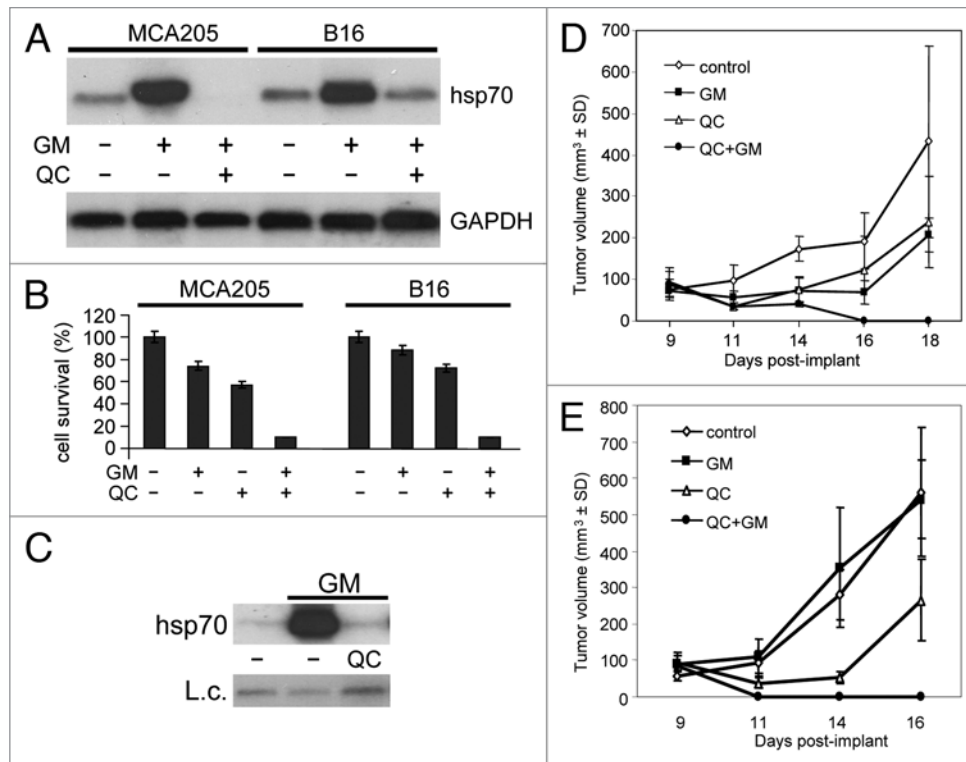 A
MCA205 B16
hsp70
GM − + + − + +
QC − − + − − +
GAPDH
B
MCA205 B16
cell survival (%)
120
100
80
60
40
20
0
GM − + − + − + − +
QC − − + + − − + +
C
GM
hsp70
− − QC
L.c.
D
Tumor volume (mm³ ± SD)
700
600
500
400
300
200
100
0
control
GM
QC
QC+GM
9 11 14 16 18
Days post-implant
E
Tumor volume (mm³ ± SD)
800
700
600
500
400
300
200
100
0
control
GM
QC
QC+GM
9 11 14 16
Days post-implant